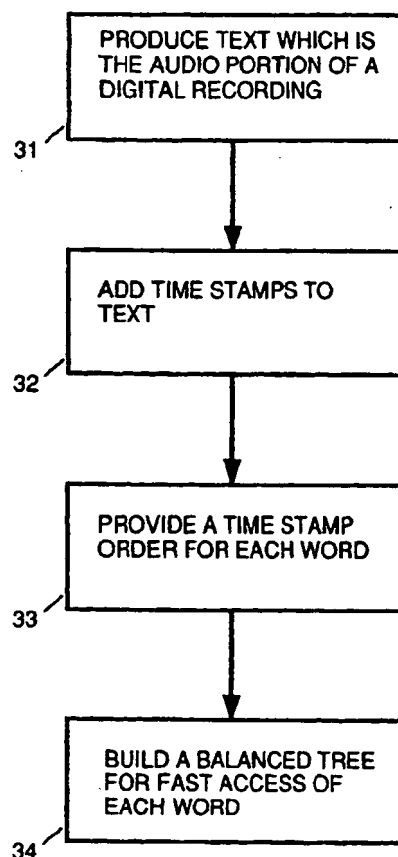 PRODUCE TEXT WHICH IS
THE AUDIO PORTION OF A
DIGITAL RECORDING
31
ADD TIME STAMPS TO
TEXT
32
PROVIDE A TIME STAMP
ORDER FOR EACH WORD
33
BUILD A BALANCED TREE
FOR FAST ACCESS OF
EACH WORD
34